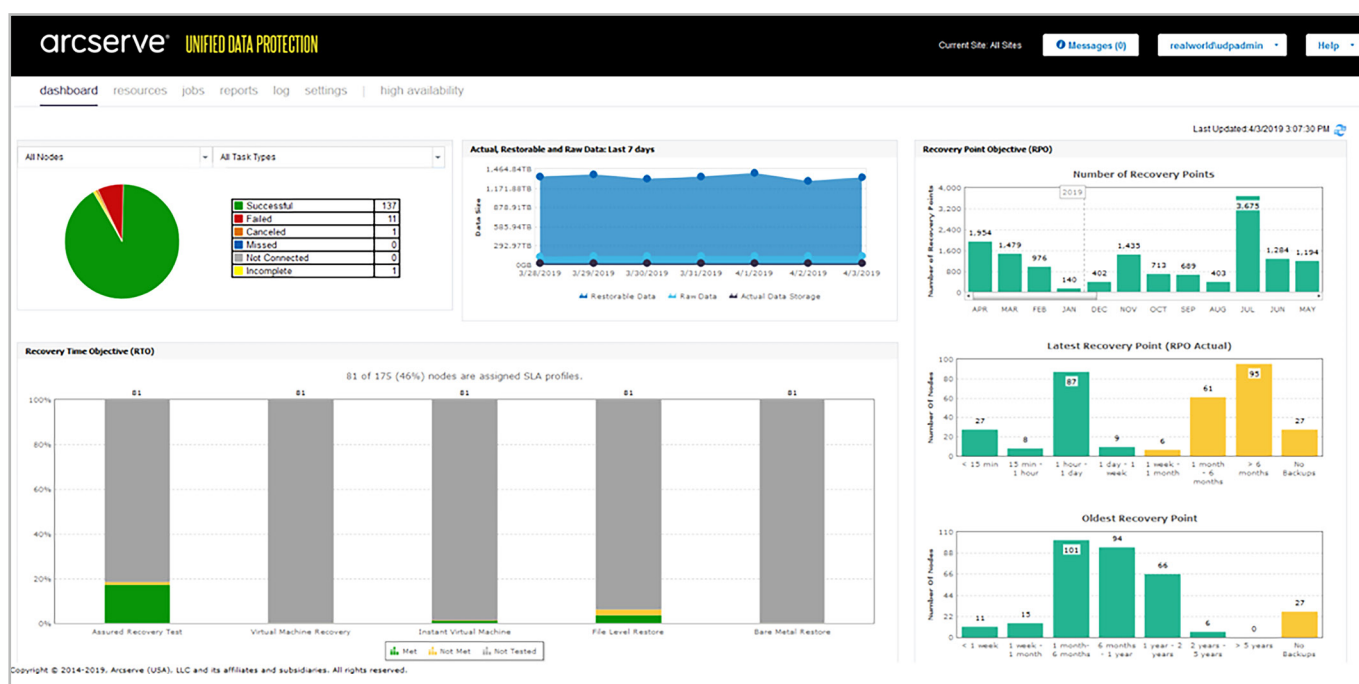 arcserve® UNIFIED DATA PROTECTION
Current Site: All Sites
Messages (0)
realworld\udpadmin
Help
dashboard resources jobs reports log settings | high availability
Last Updated 4/3/2019 3:07:30 PM
All Nodes
All Task Types
Successful 137
Failed 11
Canceled 1
Missed 0
Not Connected 0
Incomplete 1
Actual, Restorable and Raw Data: Last 7 days
Data Size
1,464.84TB
1,171.88TB
878.91TB
585.94TB
292.97TB
0GB
3/28/2019 3/29/2019 3/30/2019 3/31/2019 4/1/2019 4/2/2019 4/3/2019
Restorable Data Raw Data Actual Data Storage
Recovery Point Objective (RPO)
Number of Recovery Points
Number of Recovery Points
4,000
3,200
2,400
1,600
800
0
2019
1,954 1,479 976 140 402 1,435 713 689 403 3,675 1,284 1,194
APR MAR FEB JAN DEC NOV OCT SEP AUG JUL JUN MAY
Latest Recovery Point (RPO Actual)
Number Of Nodes
100
80
60
40
20
0
27 8 87 9 6 61 95 27
< 15 min
15 min - 1 hour
1 hour - 1 day
1 day - 1 week
1 week - 1 month
1 month - 6 months
> 6 months
No Backups
Oldest Recovery Point
Number Of Nodes
110
88
66
44
22
0
11 15 101 94 66 6 0 27
< 1 week
1 week - 1 month
1 month- 6 months
6 months - 1 year
1 year - 2 years
2 years - 5 years
> 5 years
No Backups
Recovery Time Objective (RTO)
81 of 175 (46%) nodes are assigned SLA profiles.
81 81 81 81 81
100%
80%
60%
40%
20%
0%
Assured Recovery Test
Virtual Machine Recovery
Instant Virtual Machine
File Level Restore
Bare Metal Restore
Met Not Met Not Tested
Copyright © 2014-2019, Arcserve (USA), LLC and its affiliates and subsidiaries. All rights reserved.